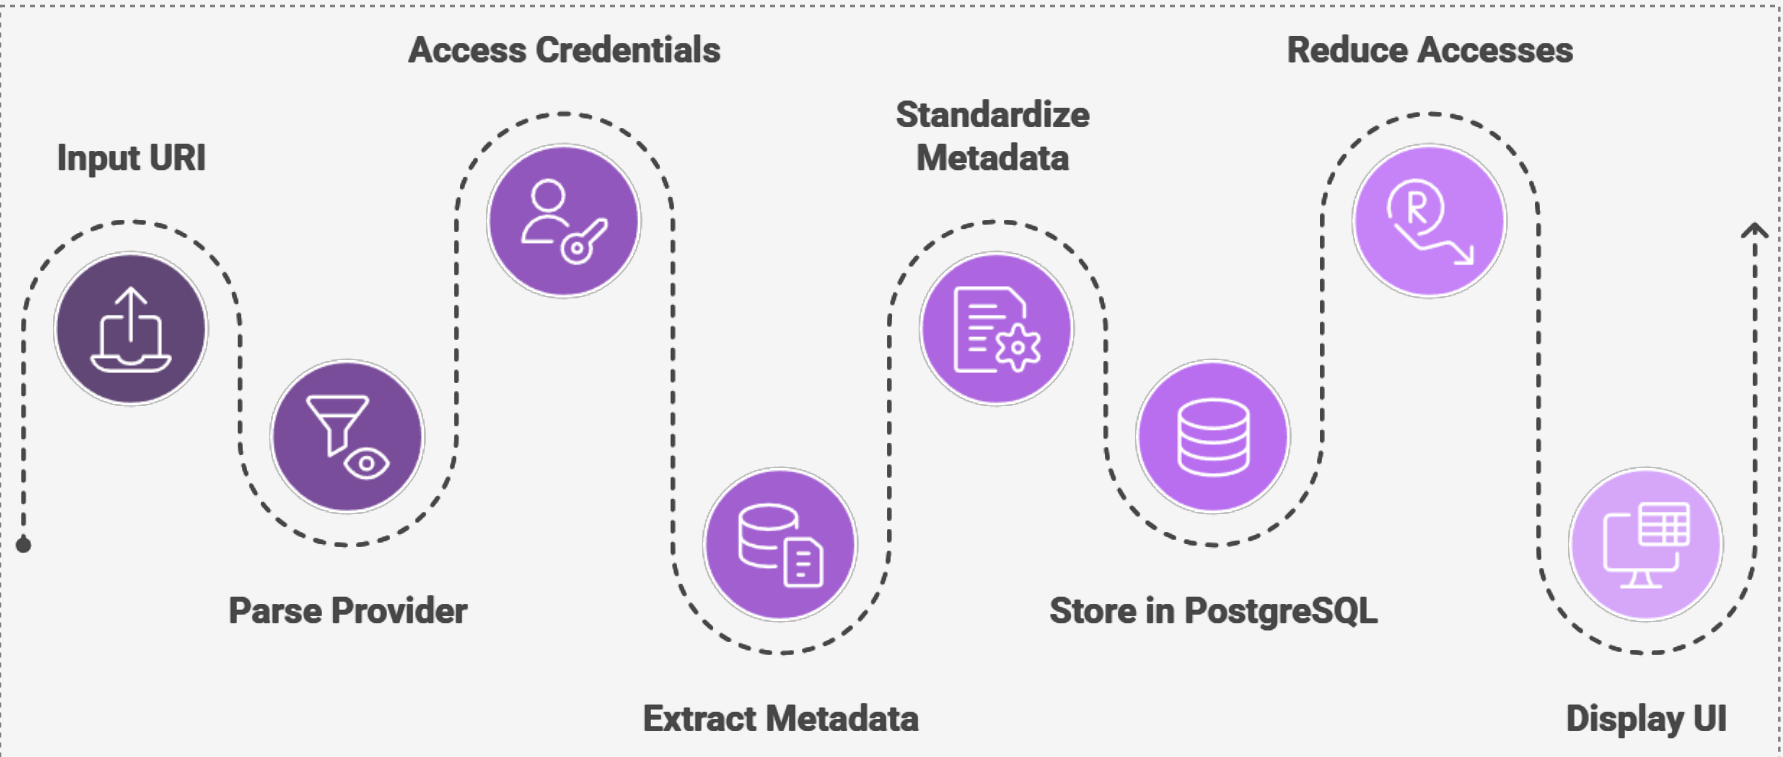 Input URI
Parse Provider
Access Credentials
Extract Metadata
Standardize
Metadata
Store in PostgreSQL
Reduce Accesses
R
Display UI